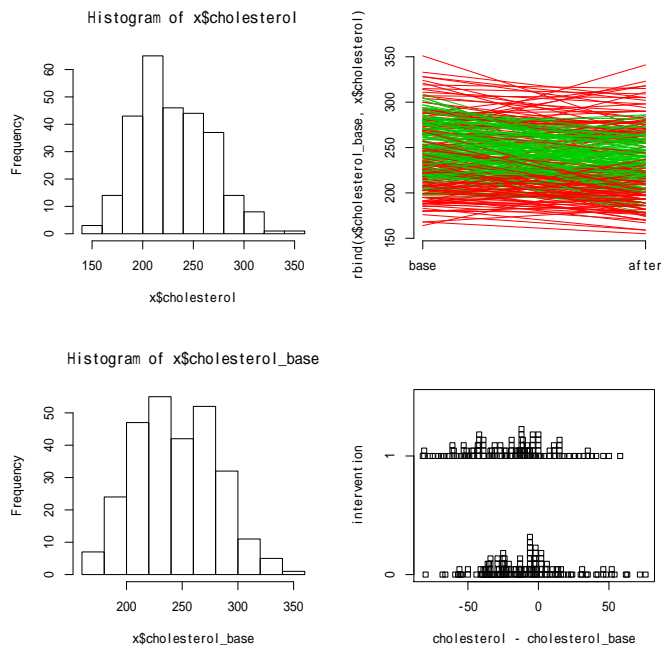 Histogram of x$cholesterol
Frequency
0 10 20 30 40 50 60
150 200 250 300 350
x$cholesterol
rbind(x$cholesterol_base, x$cholesterol)
150 200 250 300 350
base after
Histogram of x$cholesterol_base
Frequency
0 10 20 30 40 50
200 250 300 350
x$cholesterol_base
intervention
0 1
-50 0 50
cholesterol - cholesterol_base